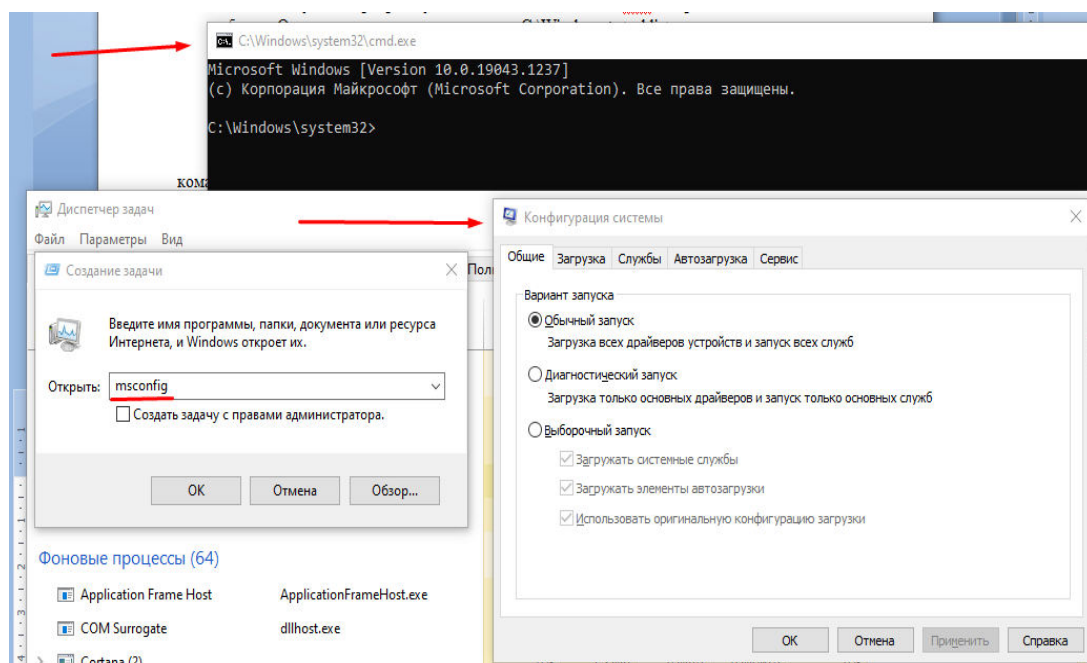 C:\Windows\system32\cmd.exe
Microsoft Windows [Version 10.0.19043.1237]
(c) Корпорация Майкрософт (Microsoft Corporation). Все права защищены.
C:\Windows\system32>
Диспетчер задач
Файл Параметры Вид
Создание задачи
Введите имя программы, папки, документа или ресурса
Интернета, и Windows откроет их.
Открыть: msconfig
Создать задачу с правами администратора.
OK Отмена Обзор...
Фоновые процессы (64)
Application Frame Host ApplicationFrameHost.exe
COM Surrogate dllhost.exe
Cortana (2)
Конфигурация системы
Общие Загрузка Службы Автозагрузка Сервис
Вариант запуска
Обычный запуск
Загрузка всех драйверов устройств и запуск всех служб
Диагностический запуск
Загрузка только основных драйверов и запуск только основных служб
Выборочный запуск
Загружать системные службы
Загружать элементы автозагрузки
Использовать оригинальную конфигурацию загрузки
OK Отмена Применить Справка